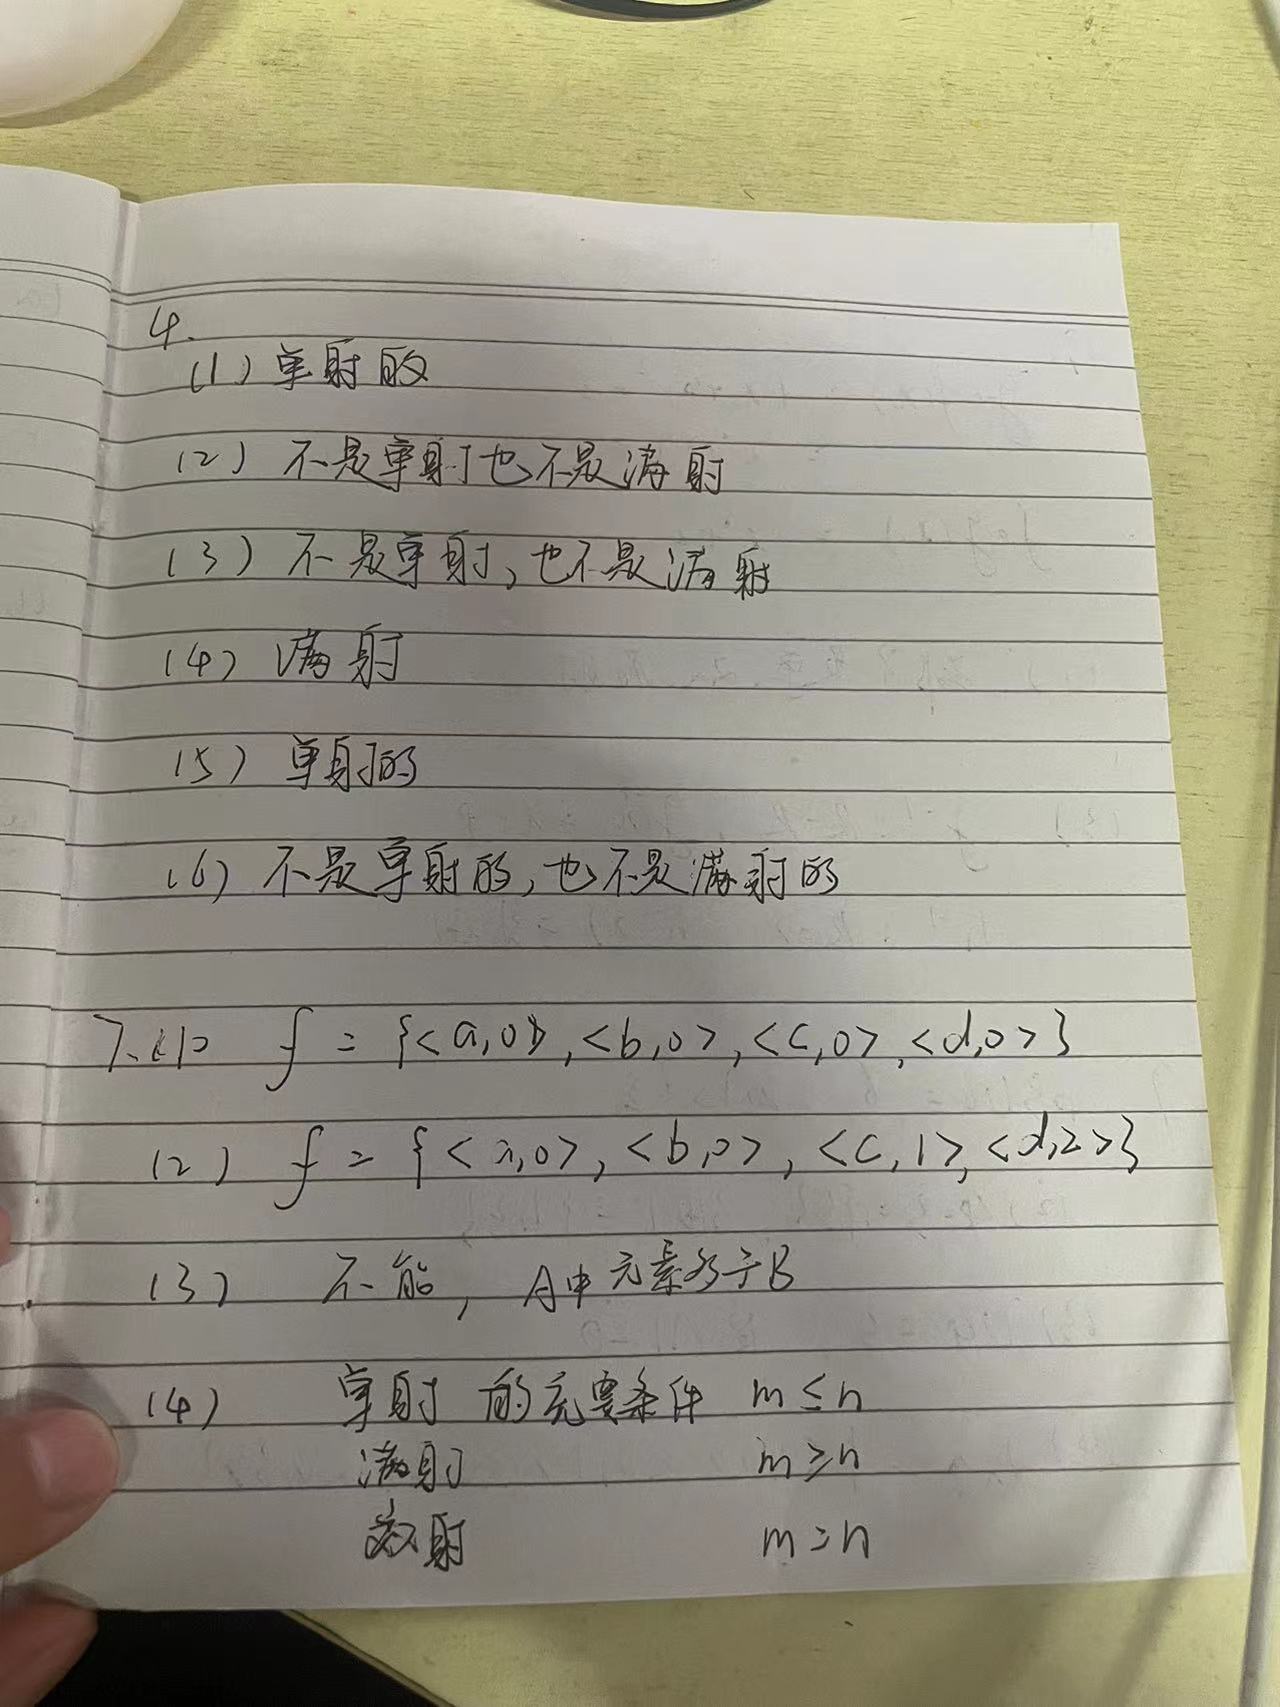 4.
(1) 单射的
(2) 不是单射也不是满射
(3) 不是单射,也不是满射
(4) 满射
(5) 单射的
(6) 不是单射的,也不是满射的
7.(1) f = {<a,0>,<b,0>,<c,0>,<d,0>}
(2) f = {<a,0>,<b,0>,<c,1>,<d,2>}
(3) 不能,A中元素多于B
(4) 单射 的充要条件 m≤n
满射 m≥n
双射 m=n